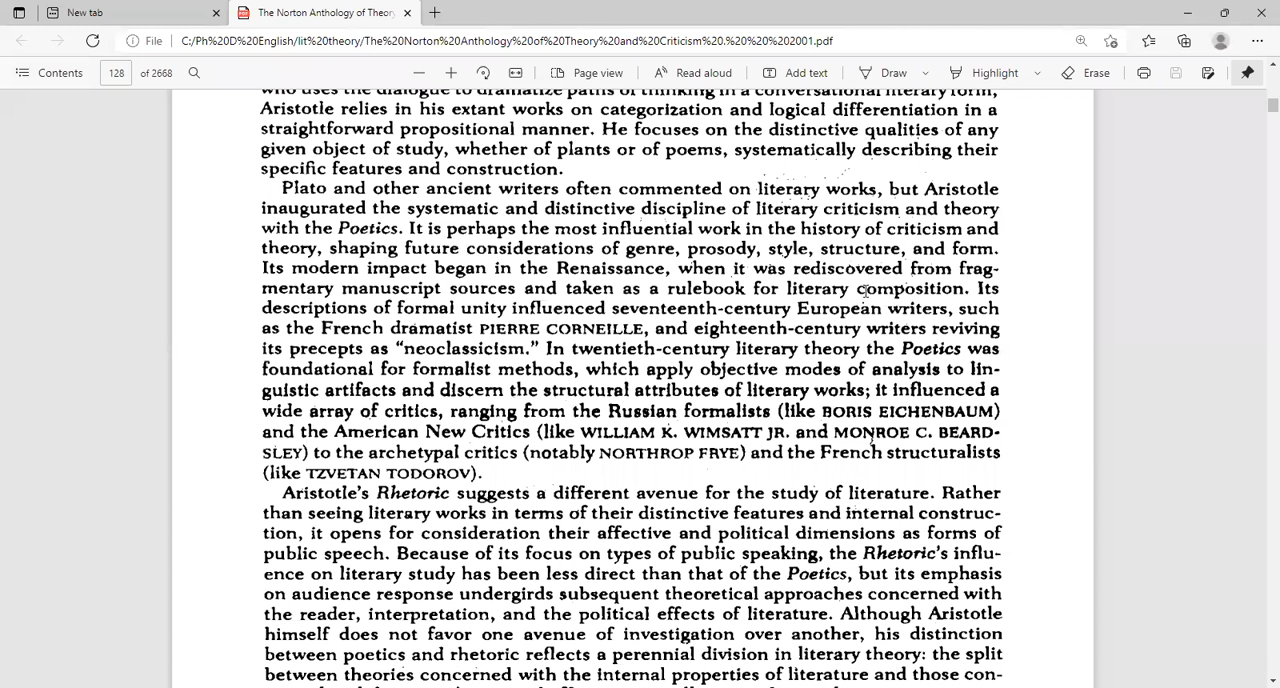 New tab
The Norton Anthology of Theory
File
C:/Ph%20D%20English/lit%20theory/The%20Norton%20Anthology%20of%20Theory%20and%20Criticism%20.%20%20%202001.pdf
Contents
128
of 2668
Page view
Read aloud
Add text
Draw
Highlight
Erase
who uses the dialogue to dramatize paths of thinking in a conversational literary form,
Aristotle relies in his extant works on categorization and logical differentiation in a
straightforward propositional manner. He focuses on the distinctive qualities of any
given object of study, whether of plants or of poems, systematically describing their
specific features and construction.
Plato and other ancient writers often commented on literary works, but Aristotle
inaugurated the systematic and distinctive discipline of literary criticism and theory
with the Poetics. It is perhaps the most influential work in the history of criticism and
theory, shaping future considerations of genre, prosody, style, structure, and form.
Its modern impact began in the Renaissance, when it was rediscovered from frag-
mentary manuscript sources and taken as a rulebook for literary composition. Its
descriptions of formal unity influenced seventeenth-century European writers, such
as the French dramatist PIERRE CORNEILLE, and eighteenth-century writers reviving
its precepts as “neoclassicism.” In twentieth-century literary theory the Poetics was
foundational for formalist methods, which apply objective modes of analysis to lin-
guistic artifacts and discern the structural attributes of literary works; it influenced a
wide array of critics, ranging from the Russian formalists (like BORIS EICHENBAUM)
and the American New Critics (like WILLIAM K. WIMSATT JR. and MONROE C. BEARD-
SLEY) to the archetypal critics (notably NORTHROP FRYE) and the French structuralists
(like TZVETAN TODOROV).
Aristotle's Rhetoric suggests a different avenue for the study of literature. Rather
than seeing literary works in terms of their distinctive features and internal construc-
tion, it opens for consideration their affective and political dimensions as forms of
public speech. Because of its focus on types of public speaking, the Rhetoric's influ-
ence on literary study has been less direct than that of the Poetics, but its emphasis
on audience response undergirds subsequent theoretical approaches concerned with
the reader, interpretation, and the political effects of literature. Although Aristotle
himself does not favor one avenue of investigation over another, his distinction
between poetics and rhetoric reflects a perennial division in literary theory: the split
between theories concerned with the internal properties of literature and those con-